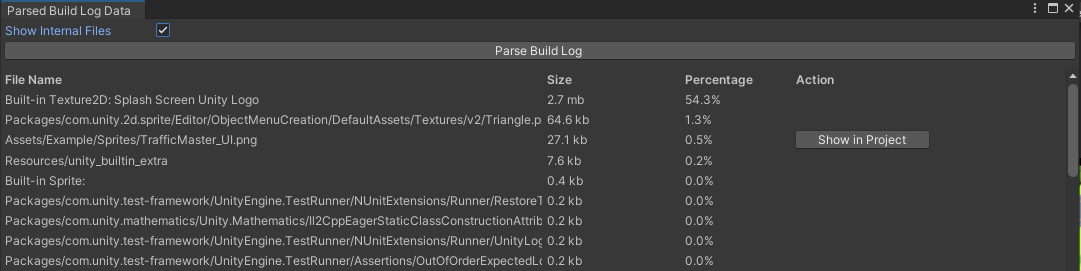 Parsed Build Log Data
Show Internal Files
Parse Build Log
File Name Size Percentage Action
Built-in Texture2D: Splash Screen Unity Logo 2.7 mb 54.3%
Packages/com.unity.2d.sprite/Editor/ObjectMenuCreation/DefaultAssets/Textures/v2/Triangle.p 64.6 kb 1.3%
Assets/Example/Sprites/TrafficMaster_UI.png 27.1 kb 0.5% Show in Project
Resources/unity_builtin_extra 7.6 kb 0.2%
Built-in Sprite: 0.4 kb 0.0%
Packages/com.unity.test-framework/UnityEngine.TestRunner/NUnitExtensions/Runner/RestoreT 0.2 kb 0.0%
Packages/com.unity.mathematics/Unity.Mathematics/Il2CppEagerStaticClassConstructionAttrib 0.2 kb 0.0%
Packages/com.unity.test-framework/UnityEngine.TestRunner/NUnitExtensions/Runner/UnityLog 0.2 kb 0.0%
Packages/com.unity.test-framework/UnityEngine.TestRunner/Assertions/OutOfOrderExpectedLo 0.2 kb 0.0%